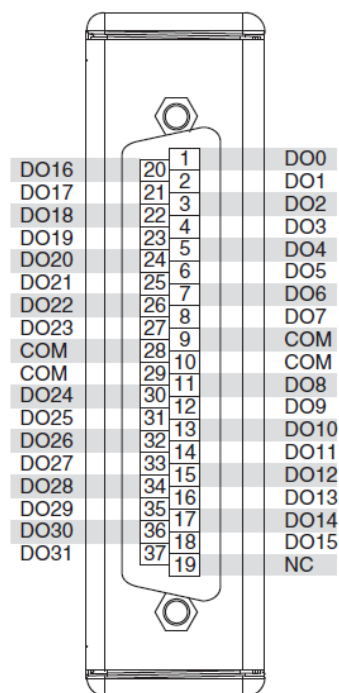 1 DO0
DO16 20
2 DO1
DO17 21
3 DO2
DO18 22
4 DO3
DO19 23
5 DO4
DO20 24
6 DO5
DO21 25
7 DO6
DO22 26
8 DO7
DO23 27
9 COM
COM 28
10 COM
COM 29
11 DO8
DO24 30
12 DO9
DO25 31
13 DO10
DO26 32
14 DO11
DO27 33
15 DO12
DO28 34
16 DO13
DO29 35
17 DO14
DO30 36
18 DO15
DO31 37
19 NC